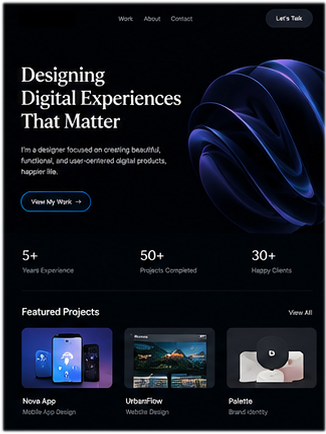 Work About Contact Let's Talk
Designing
Digital Experiences
That Matter
I'm a designer focused on creating beautiful,
functional, and user-centered digital products,
happier life.
View My Work →
5+ 50+ 30+
Years Experience Projects Completed Happy Clients
Featured Projects View All
Nova App UrbanFlow Palette
Mobile App Design Website Design Brand Identity